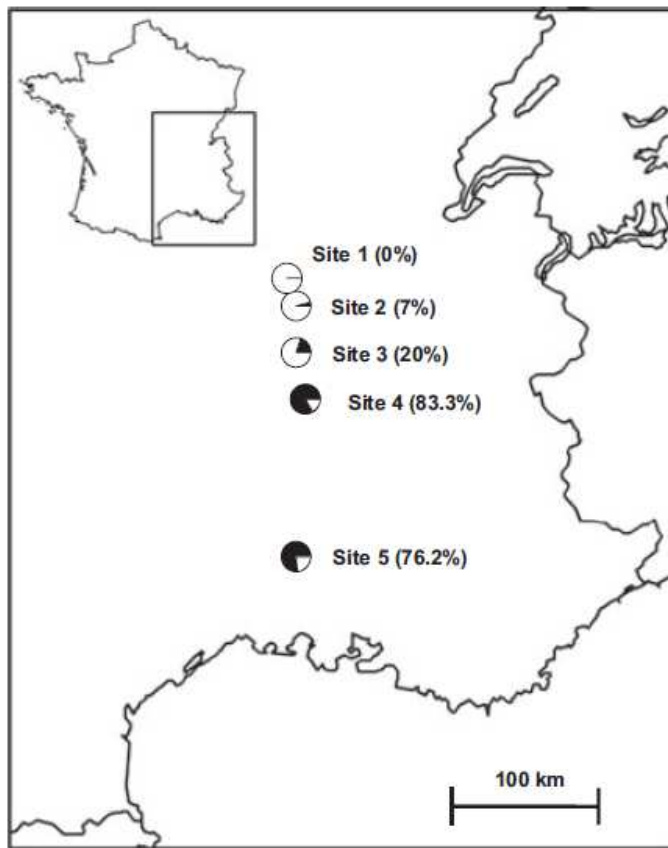 Site 1 (0%)
Site 2 (7%)
Site 3 (20%)
Site 4 (83.3%)
Site 5 (76.2%)
100 km